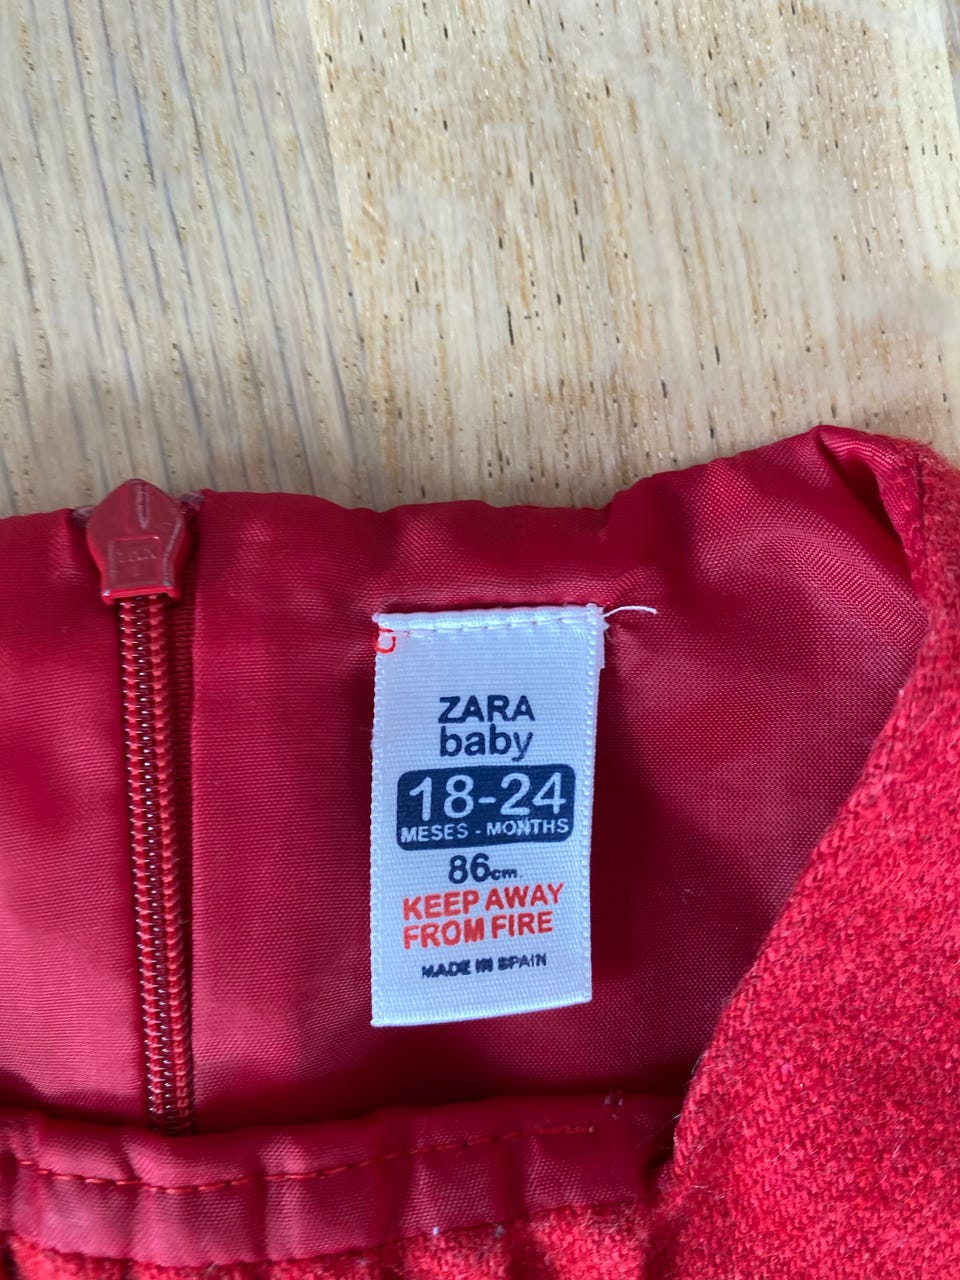 ZARA
baby
18-24
MESES - MONTHS
86cm.
KEEP AWAY
FROM FIRE
MADE IN SPAIN